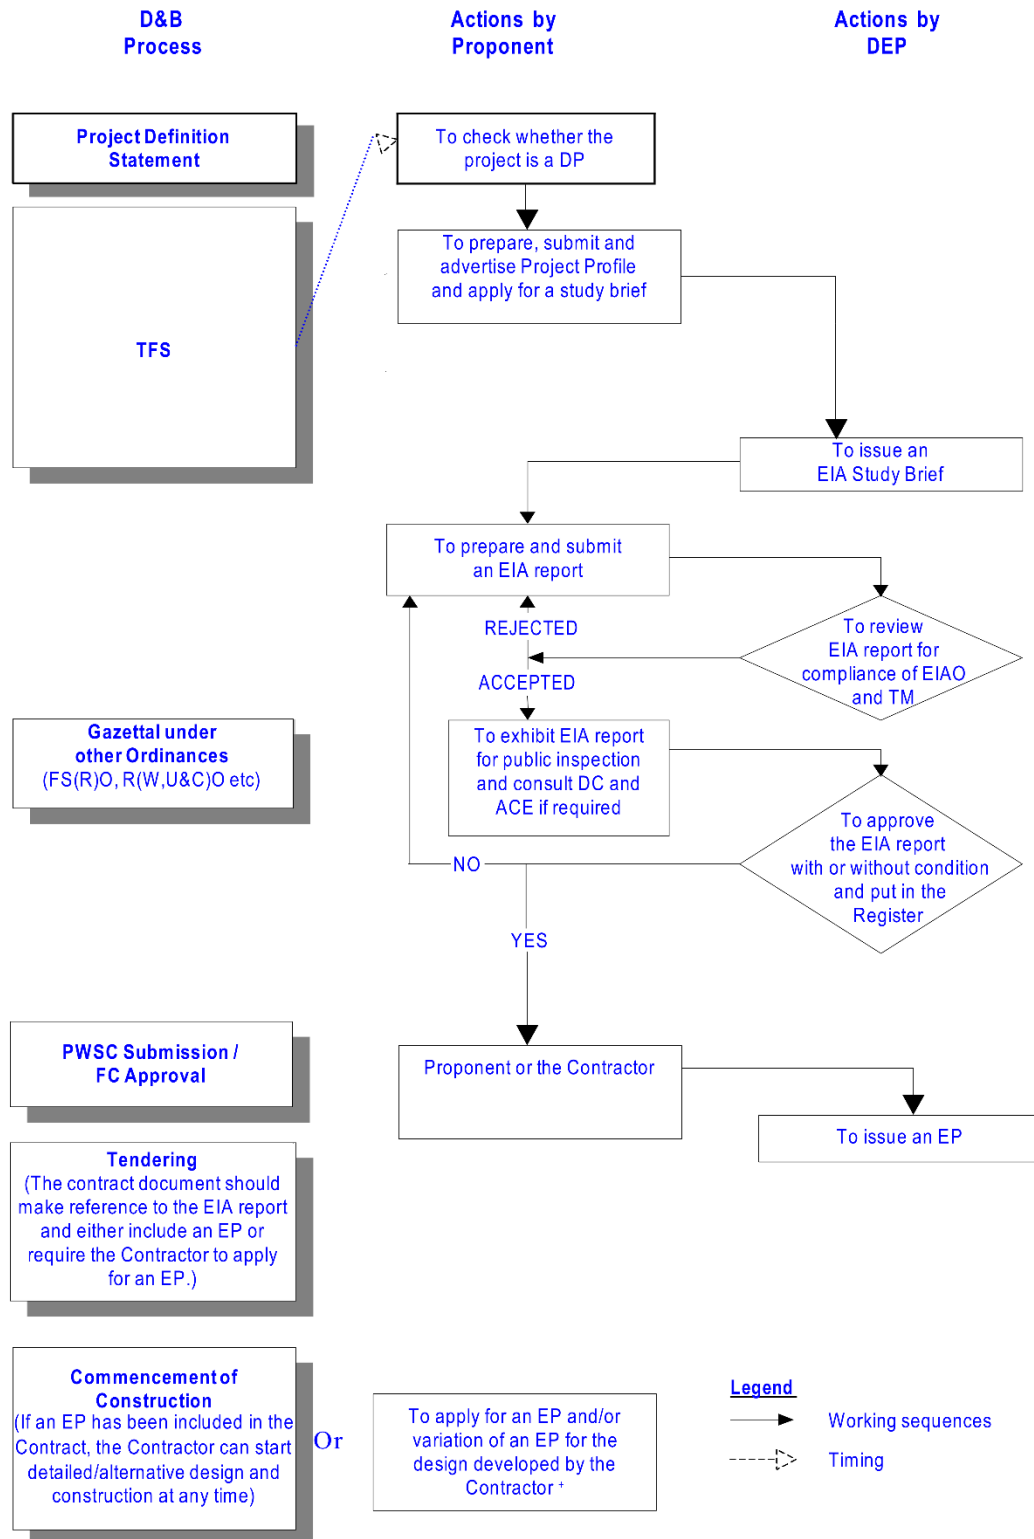 D&B
Process
Actions by
Proponent
Actions by
DEP
Project Definition
Statement
To check whether the
project is a DP
To prepare, submit and
advertise Project Profile
and apply for a study brief
TFS
To issue an
EIA Study Brief
To prepare and submit
an EIA report
REJECTED
To review
EIA report for
compliance of EIAO
and TM
ACCEPTED
Gazettal under
other Ordinances
(FS(R)O, R(W,U&C)O etc)
To exhibit EIA report
for public inspection
and consult DC and
ACE if required
To approve
the EIA report
with or without condition
and put in the
Register
NO
YES
PWSC Submission /
FC Approval
Proponent or the Contractor
To issue an EP
Tendering
(The contract document should
make reference to the EIA report
and either include an EP or
require the Contractor to apply
for an EP.)
Commencement of
Construction
(If an EP has been included in the
Contract, the Contractor can start
detailed/alternative design and
construction at any time)
Or
To apply for an EP and/or
variation of an EP for the
design developed by the
Contractor +
Legend
Working sequences
Timing